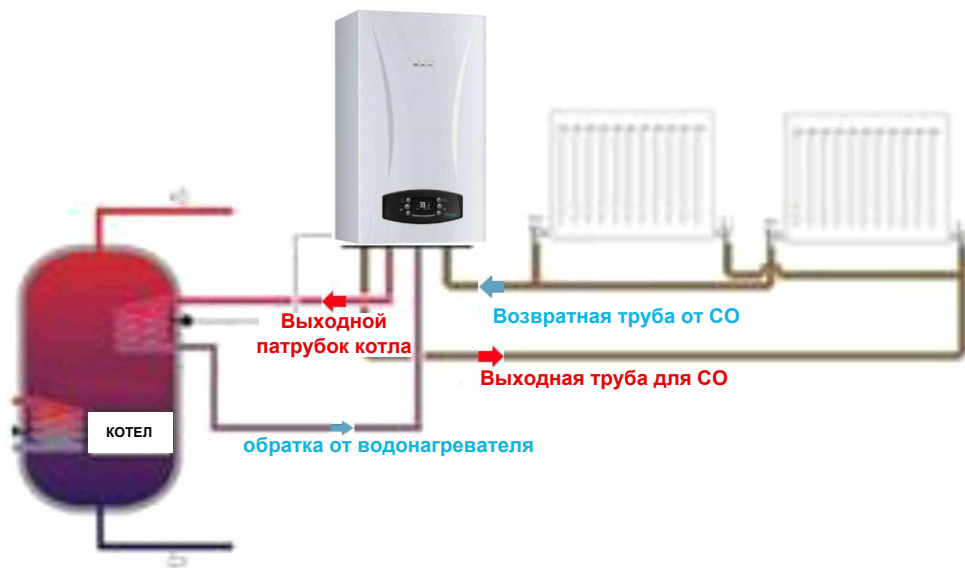 Выходной
патрубок котла
Возвратная труба от СО
Выходная труба для СО
КОТЕЛ
обратка от водонагревателя